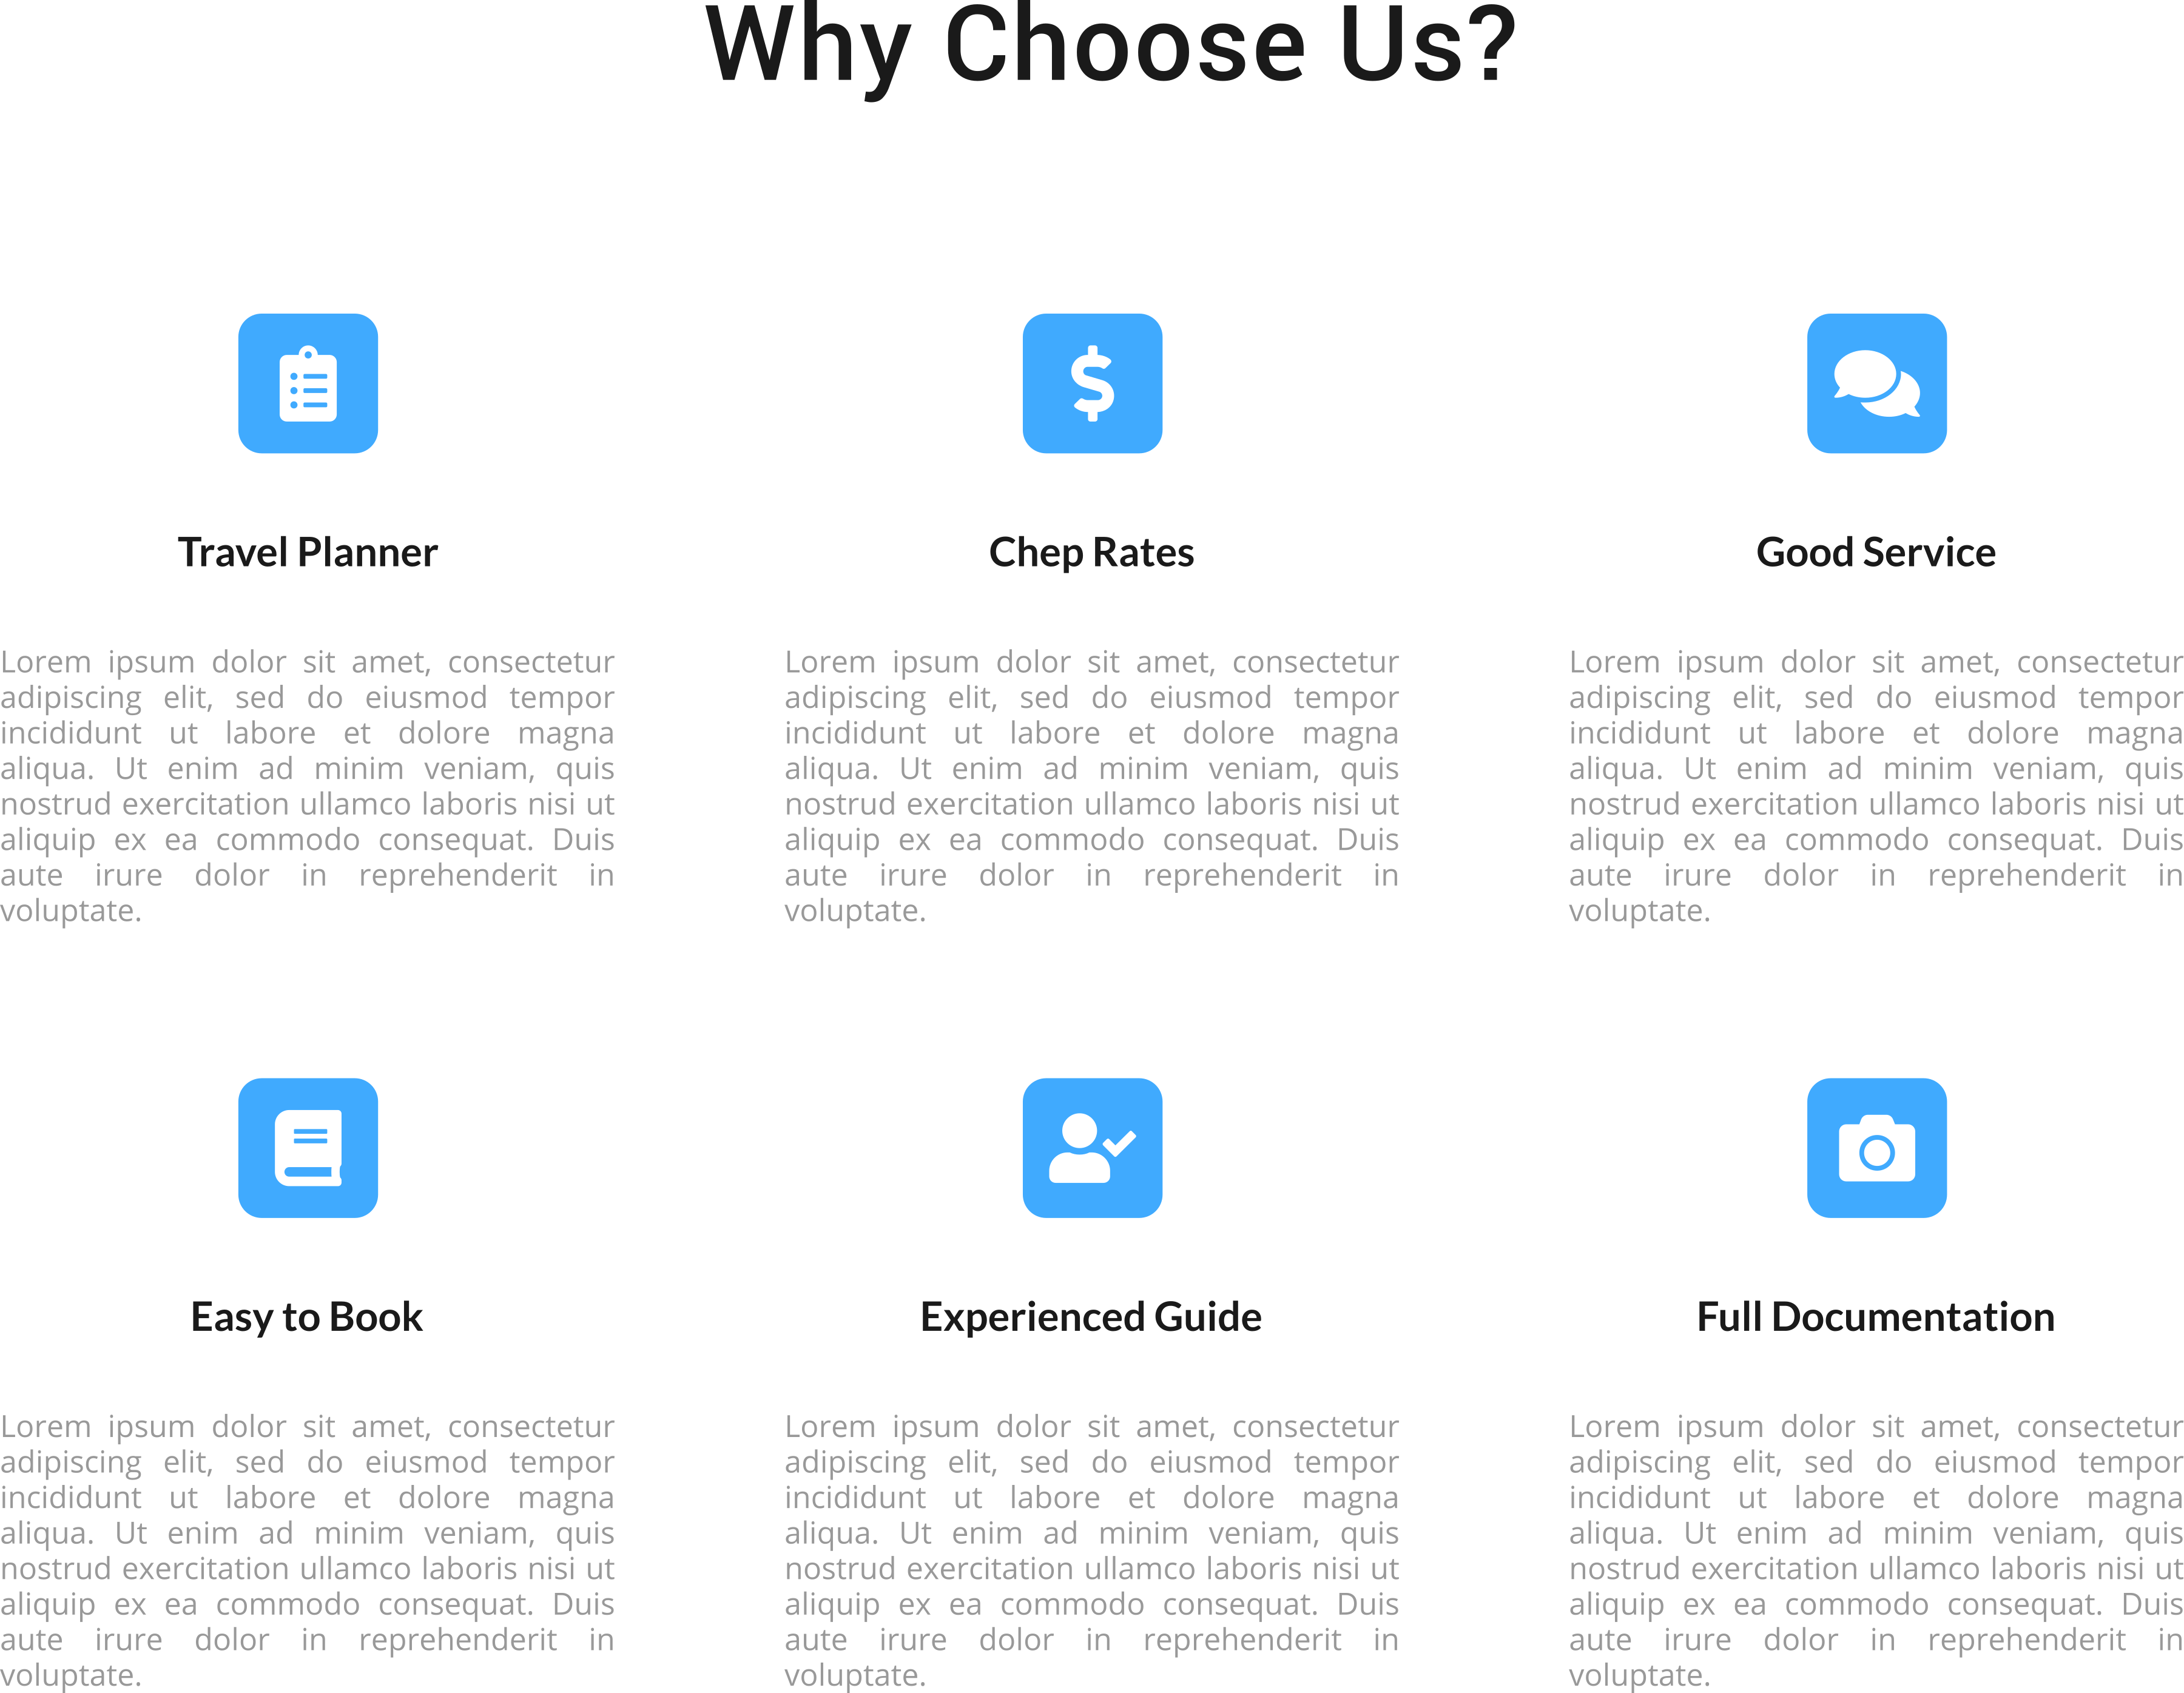 Why Choose Us?
Travel Planner
Lorem ipsum dolor sit amet, consectetur
adipiscing elit, sed do eiusmod tempor
incididunt ut labore et dolore magna
aliqua. Ut enim ad minim veniam, quis
nostrud exercitation ullamco laboris nisi ut
aliquip ex ea commodo consequat. Duis
aute irure dolor in reprehenderit in
voluptate.
Chep Rates
Lorem ipsum dolor sit amet, consectetur
adipiscing elit, sed do eiusmod tempor
incididunt ut labore et dolore magna
aliqua. Ut enim ad minim veniam, quis
nostrud exercitation ullamco laboris nisi ut
aliquip ex ea commodo consequat. Duis
aute irure dolor in reprehenderit in
voluptate.
Good Service
Lorem ipsum dolor sit amet, consectetur
adipiscing elit, sed do eiusmod tempor
incididunt ut labore et dolore magna
aliqua. Ut enim ad minim veniam, quis
nostrud exercitation ullamco laboris nisi ut
aliquip ex ea commodo consequat. Duis
aute irure dolor in reprehenderit in
voluptate.
Easy to Book
Lorem ipsum dolor sit amet, consectetur
adipiscing elit, sed do eiusmod tempor
incididunt ut labore et dolore magna
aliqua. Ut enim ad minim veniam, quis
nostrud exercitation ullamco laboris nisi ut
aliquip ex ea commodo consequat. Duis
aute irure dolor in reprehenderit in
voluptate.
Experienced Guide
Lorem ipsum dolor sit amet, consectetur
adipiscing elit, sed do eiusmod tempor
incididunt ut labore et dolore magna
aliqua. Ut enim ad minim veniam, quis
nostrud exercitation ullamco laboris nisi ut
aliquip ex ea commodo consequat. Duis
aute irure dolor in reprehenderit in
voluptate.
Full Documentation
Lorem ipsum dolor sit amet, consectetur
adipiscing elit, sed do eiusmod tempor
incididunt ut labore et dolore magna
aliqua. Ut enim ad minim veniam, quis
nostrud exercitation ullamco laboris nisi ut
aliquip ex ea commodo consequat. Duis
aute irure dolor in reprehenderit in
voluptate.